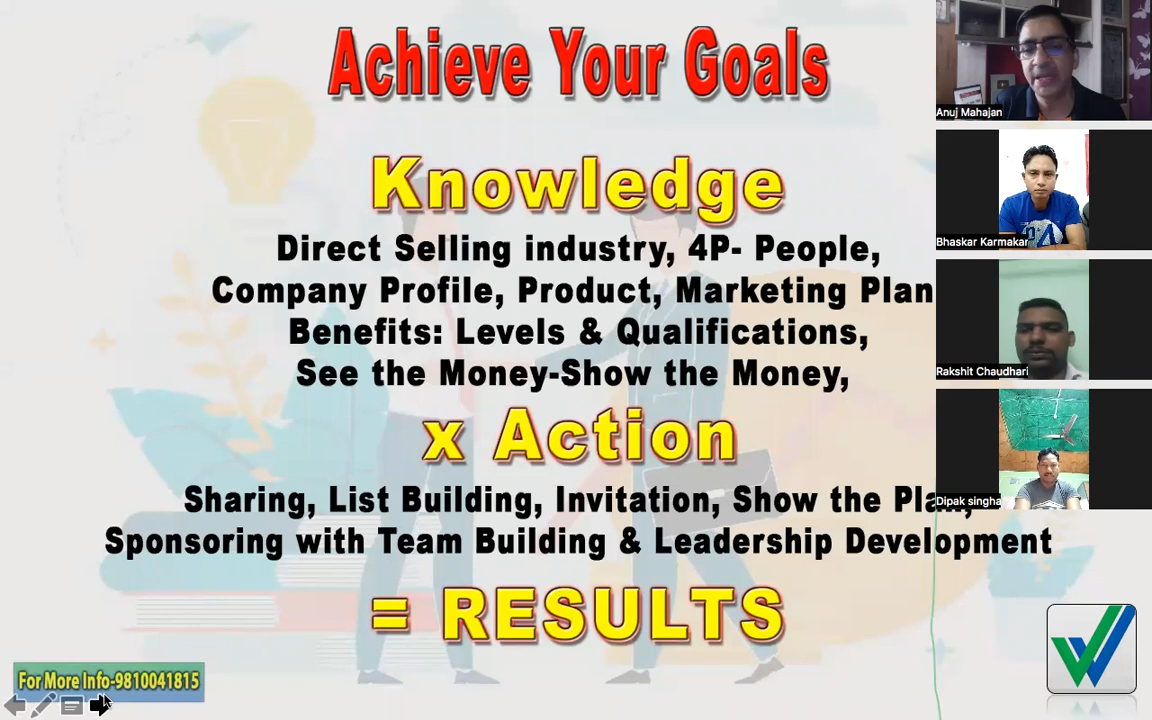 Achieve Your Goals
Knowledge
Direct Selling industry, 4P- People,
Company Profile, Product, Marketing Plan
Benefits: Levels & Qualifications,
See the Money-Show the Money,
x Action
Sharing, List Building, Invitation, Show the Plan,
Sponsoring with Team Building & Leadership Development
= RESULTS
For More Info-9810041815
Anuj Mahajan
Bhaskar Karmakar
Rakshit Chaudhari
Dipak singha